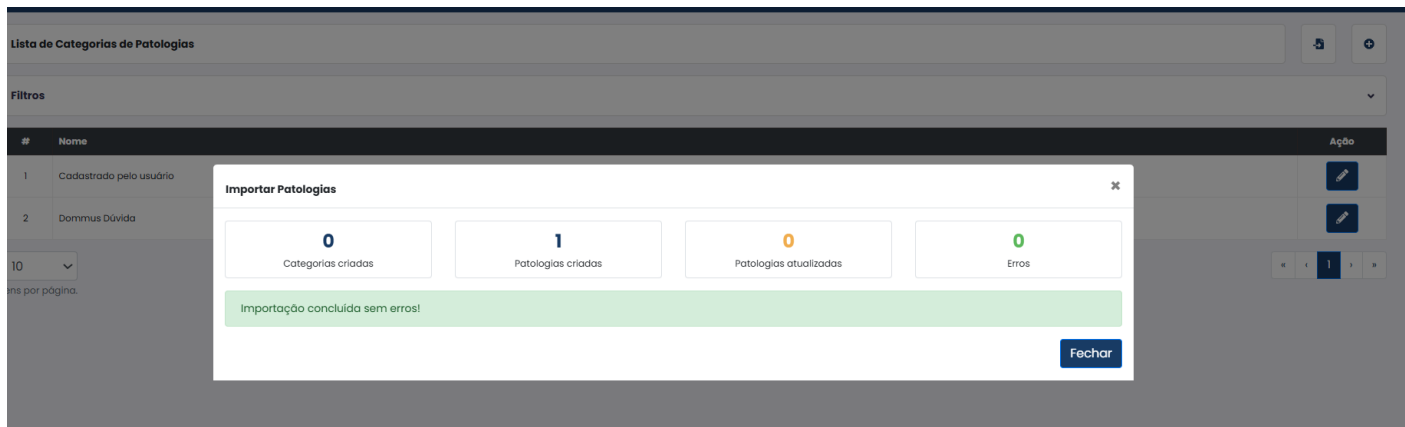 Lista de Categorias de Patologias
Filtros
# Nome Ação
1 Cadastrado pelo usuário
2 Dommus Dúvida
Importar Patologias ×
0 1 0 0
Categorias criadas Patologias criadas Patologias atualizadas Erros
Importação concluída sem erros!
Fechar
10
ens por página.
« ‹ 1 › »